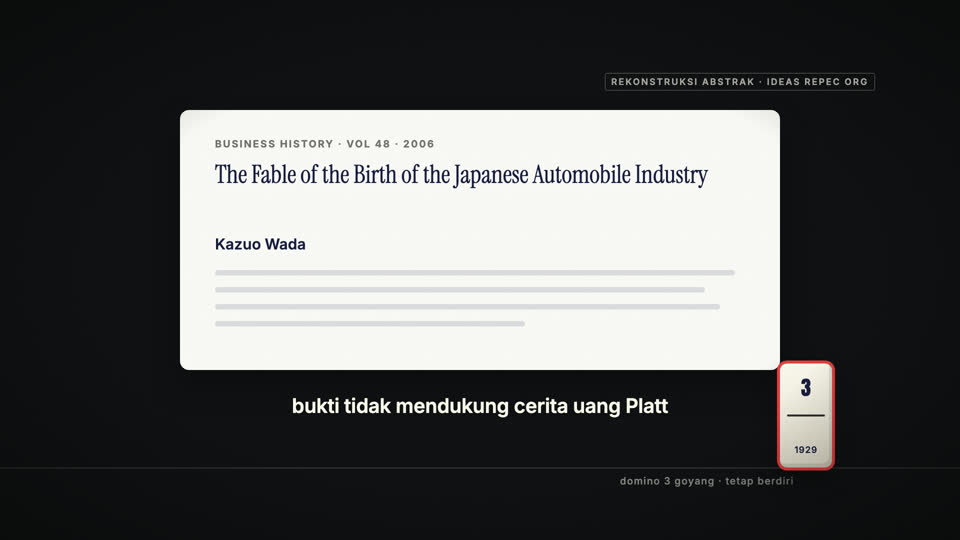 REKONSTRUKSI ABSTRAK · IDEAS REPEC ORG
BUSINESS HISTORY · VOL 48 · 2006
The Fable of the Birth of the Japanese Automobile Industry
Kazuo Wada
bukti tidak mendukung cerita uang Platt
3
1929
domino 3 goyang · tetap berdiri